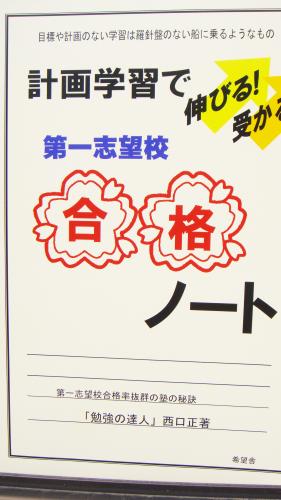 目標や計画のない学習は羅針盤のない船に乗るようなもの
計画学習で
伸びる!
受かる
第一志望校
合格
ノート
第一志望校合格率抜群の塾の秘訣
「勉強の達人」西口正著
希望舎